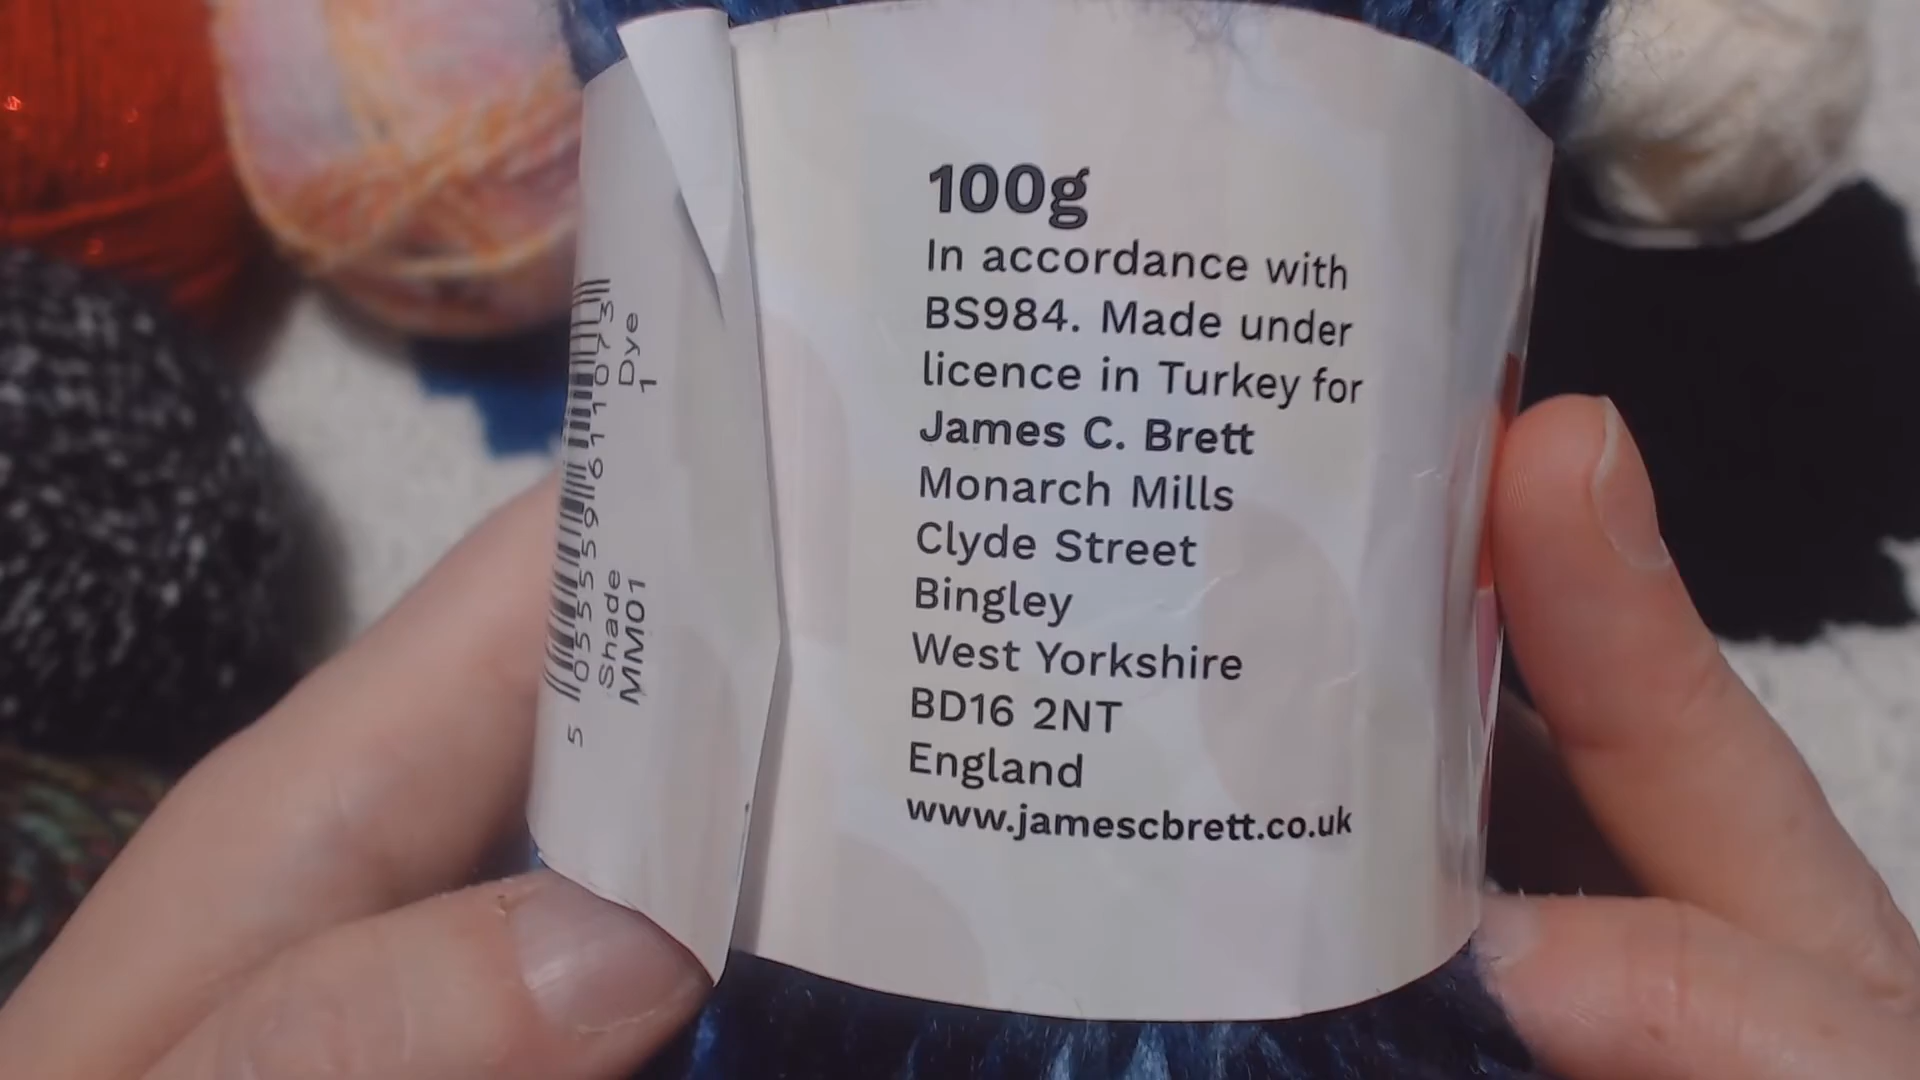 100g
In accordance with
BS984. Made under
licence in Turkey for
James C. Brett
Monarch Mills
Clyde Street
Bingley
West Yorkshire
BD16 2NT
England
www.jamescbrett.co.uk
5 055559 611073
Shade Dye
MM01 1